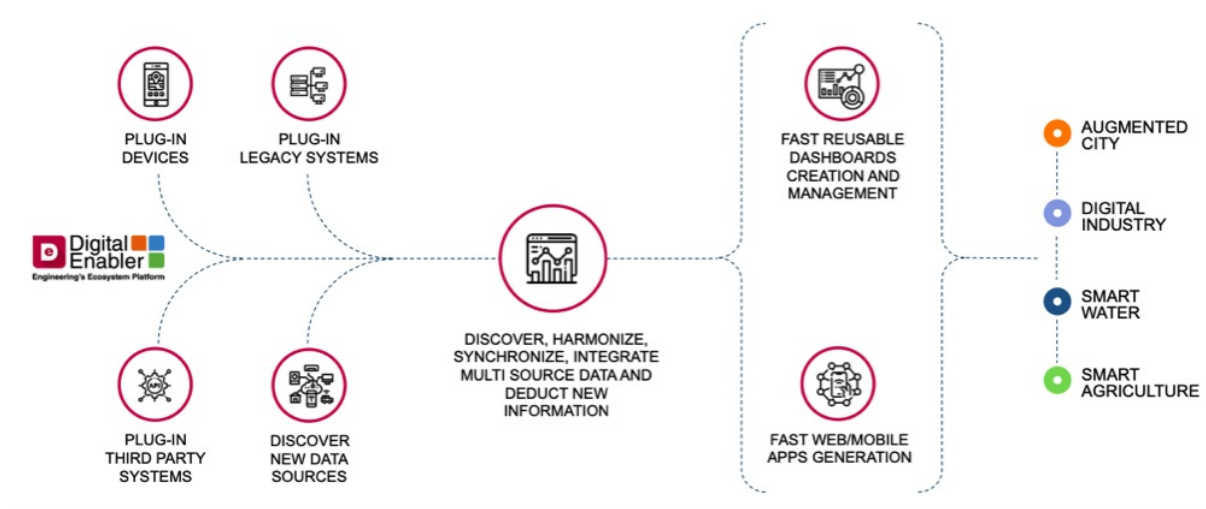 PLUG-IN
DEVICES
PLUG-IN
LEGACY SYSTEMS
e
Digital
Enabler
Engineering's Ecosystem Platform
API
PLUG-IN
THIRD PARTY
SYSTEMS
DISCOVER
NEW DATA
SOURCES
DISCOVER, HARMONIZE,
SYNCHRONIZE, INTEGRATE
MULTI SOURCE DATA AND
DEDUCT NEW
INFORMATION
FAST REUSABLE
DASHBOARDS
CREATION AND
MANAGEMENT
FAST WEB/MOBILE
APPS GENERATION
AUGMENTED
CITY
DIGITAL
INDUSTRY
SMART
WATER
SMART
AGRICULTURE